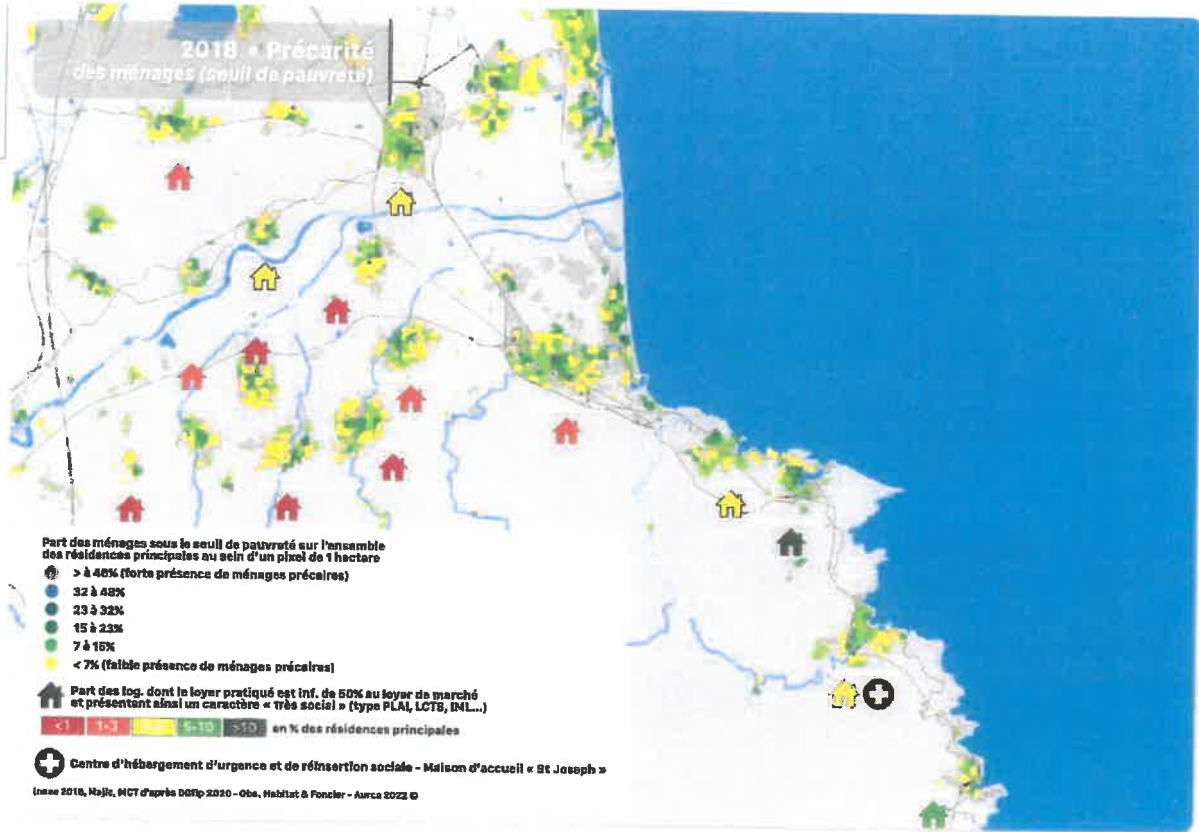 2018 • Précarité
des ménages (seuil de pauvreté)
Part des ménages sous le seuil de pauvreté sur l'ensemble
des résidences principales au sein d'un pixel de 1 hectare
> à 48% (forte présence de ménages précaires)
32 à 48%
23 à 32%
15 à 23%
7 à 15%
< 7% (faible présence de ménages précaires)
Part des log. dont le loyer pratiqué est inf. de 50% au loyer de marché
et présentant ainsi un caractère « très social » (type PLAI, LCTS, IML...)
<1 1-3 5-10 >10 en % des résidences principales
Centre d'hébergement d'urgence et de réinsertion sociale - Maison d'accueil « St Joseph »
Insee 2018, Majic, MCT d'après DGfip 2020 - Obs. Habitat & Foncier - Aurca 2022 ©